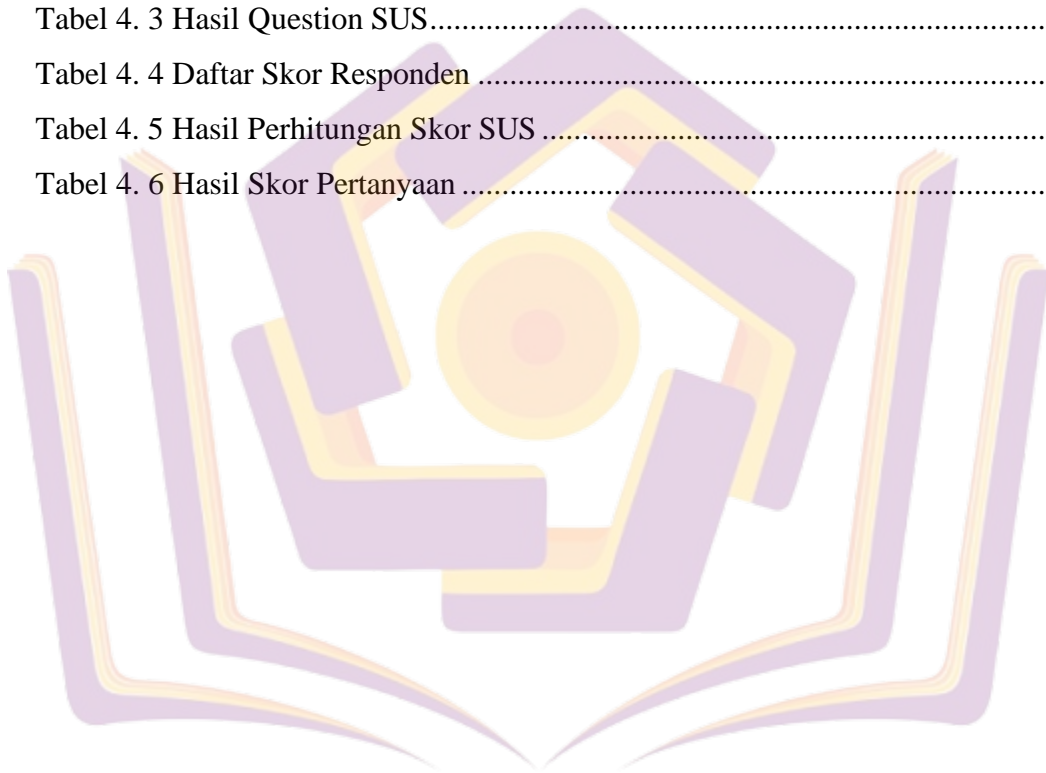 Tabel 4. 3 Hasil Question SUS...............................................................................
Tabel 4. 4 Daftar Skor Responden .........................................................................
Tabel 4. 5 Hasil Perhitungan Skor SUS .................................................................
Tabel 4. 6 Hasil Skor Pertanyaan ...........................................................................